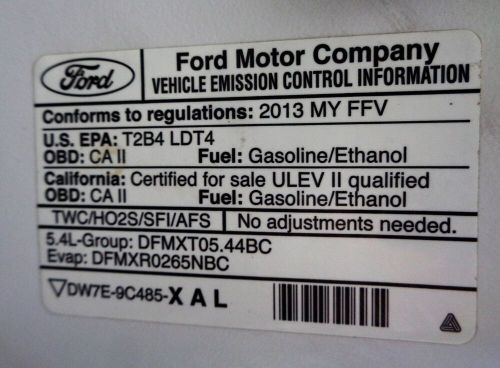 Ford
Ford Motor Company
VEHICLE EMISSION CONTROL INFORMATION
Conforms to regulations: 2013 MY FFV
U.S. EPA: T2B4 LDT4
OBD: CA II Fuel: Gasoline/Ethanol
California: Certified for sale ULEV II qualified
OBD: CA II Fuel: Gasoline/Ethanol
TWC/HO2S/SFI/AFS No adjustments needed.
5.4L-Group: DFMXT05.44BC
Evap: DFMXR0265NBC
DW7E-9C485-X A L